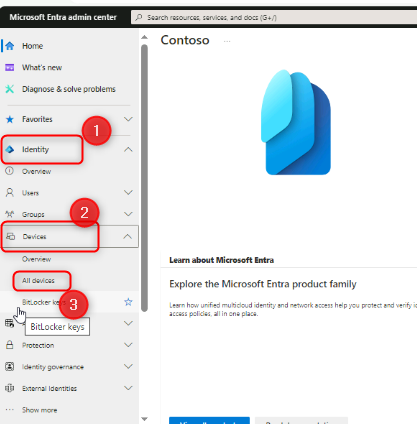 Microsoft Entra admin center
Search resources, services, and docs (G+/)
Home
What's new
Diagnose & solve problems
Favorites
1
Identity
Overview
Users
Groups
2
Devices
Overview
All devices
BitLocker
3
BitLocker keys
Protection
Identity governance
External Identities
Show more
Contoso ...
Learn about Microsoft Entra
Explore the Microsoft Entra product family
Learn how unified multicloud identity and network access help you protect and verify
access policies, all in one place.